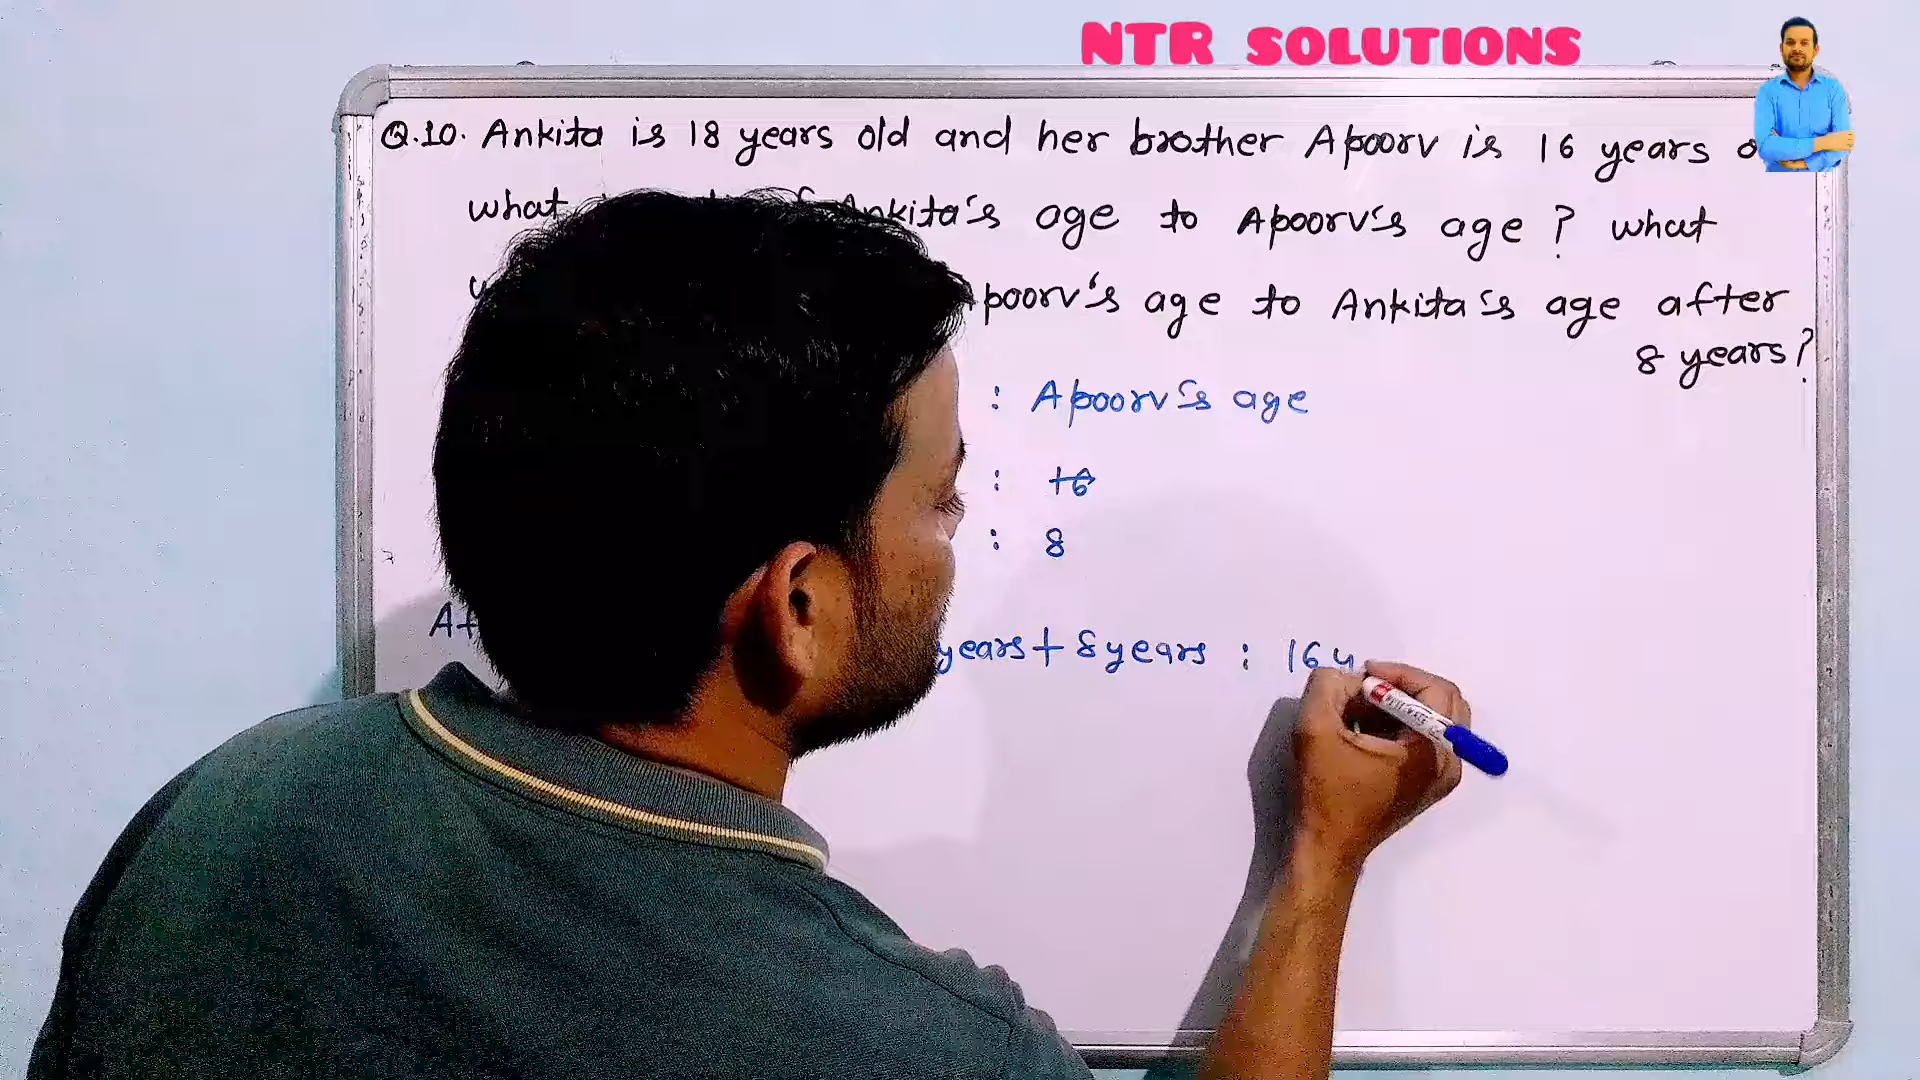 NTR SOLUTIONS
Q.10. Ankita is 18 years old and her brother Apoorv is 16 years
what Ankita's age to Apoorv's age ? what
poorv's age to Ankita's age after
8 years?
: Apoorv's age
: 16
: 8
years + 8 years : 16 y